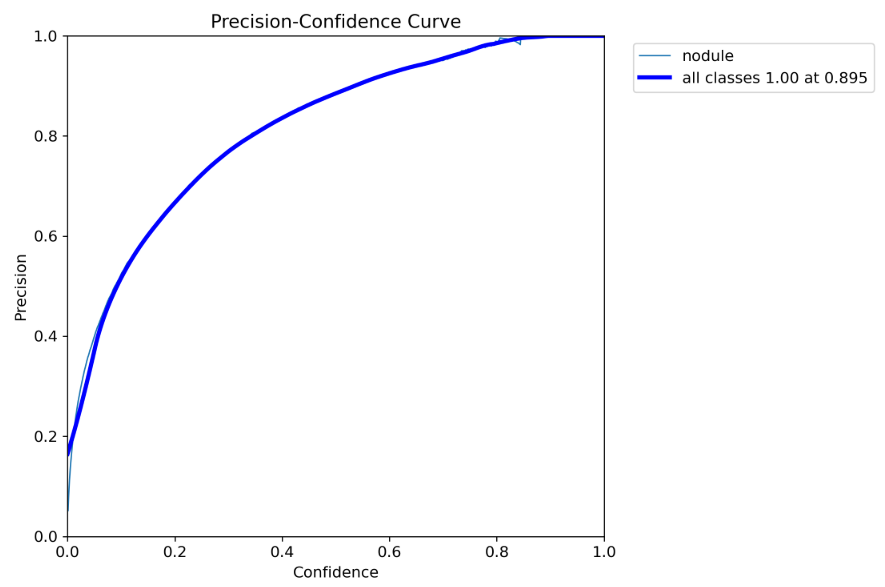 Precision-Confidence Curve
nodule
all classes 1.00 at 0.895
Precision
1.0
0.8
0.6
0.4
0.2
0.0
0.0 0.2 0.4 0.6 0.8 1.0
Confidence